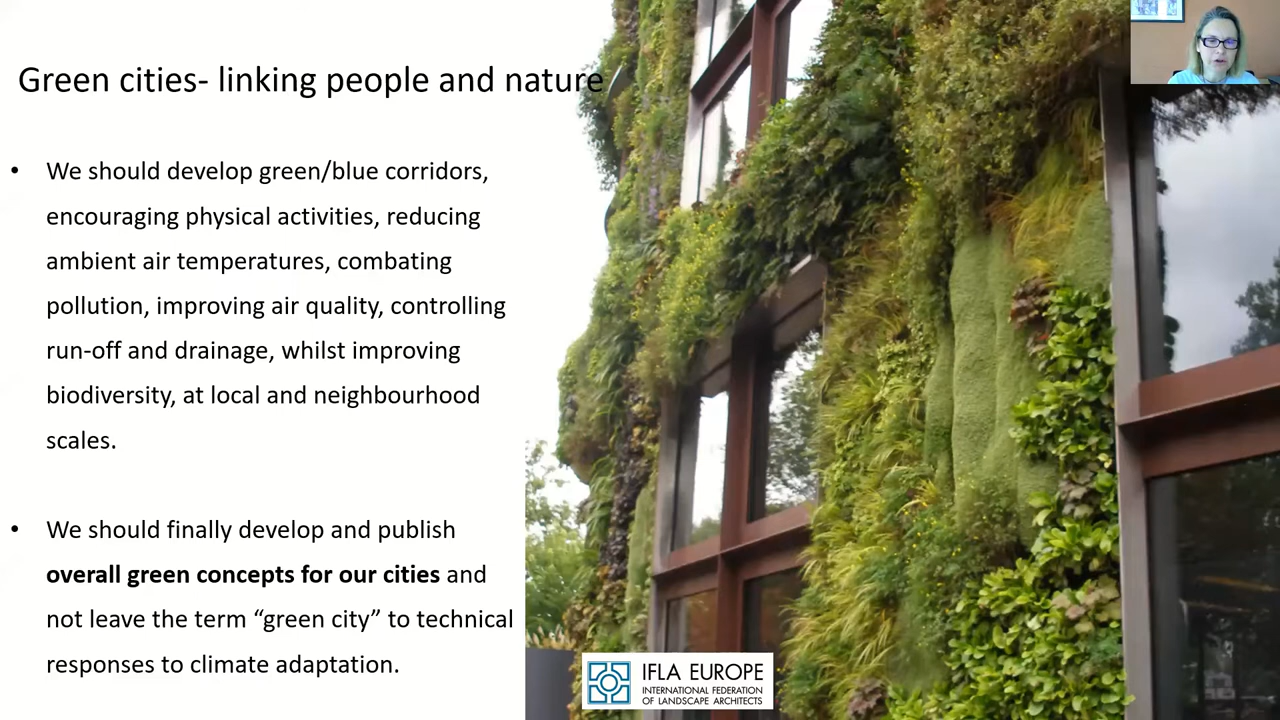 Green cities- linking people and nature
• We should develop green/blue corridors,
encouraging physical activities, reducing
ambient air temperatures, combating
pollution, improving air quality, controlling
run-off and drainage, whilst improving
biodiversity, at local and neighbourhood
scales.
• We should finally develop and publish
overall green concepts for our cities and
not leave the term “green city” to technical
responses to climate adaptation.
IFLA EUROPE
INTERNATIONAL FEDERATION
OF LANDSCAPE ARCHITECTS